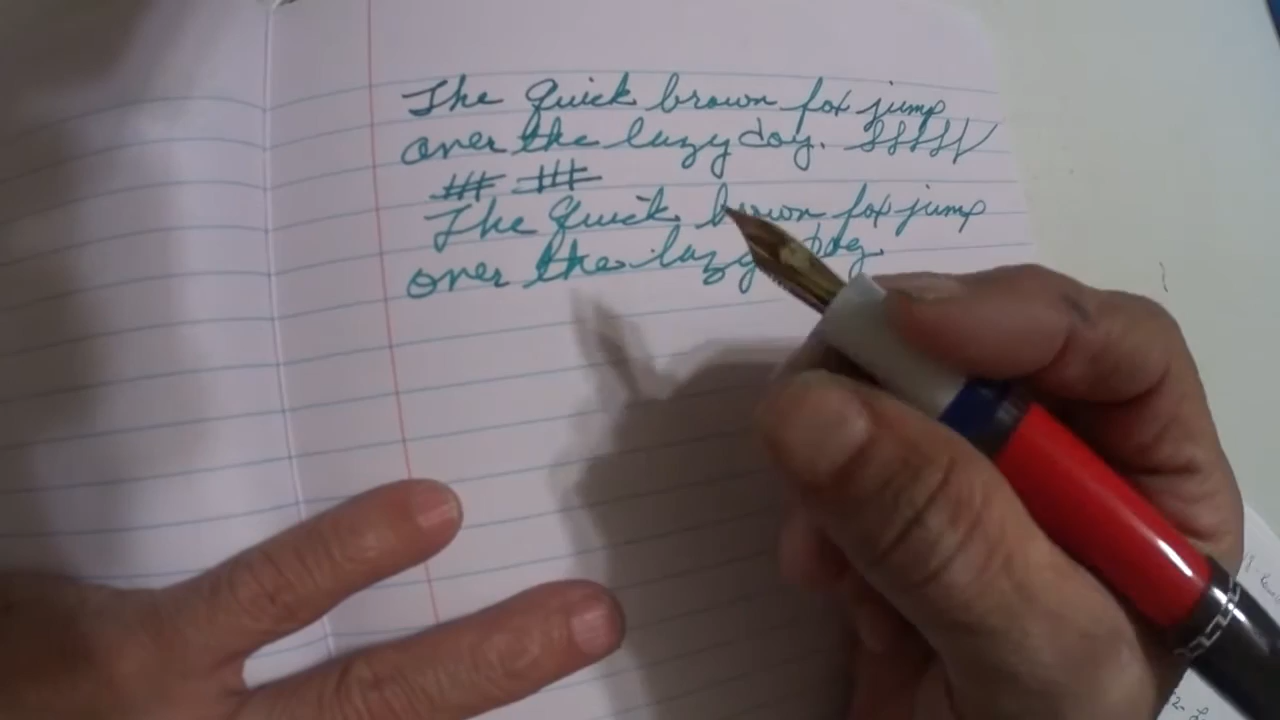 The Quick brown fox jump
over the lazy dog. 
The Quick brown fox jump
over the lazy Dog